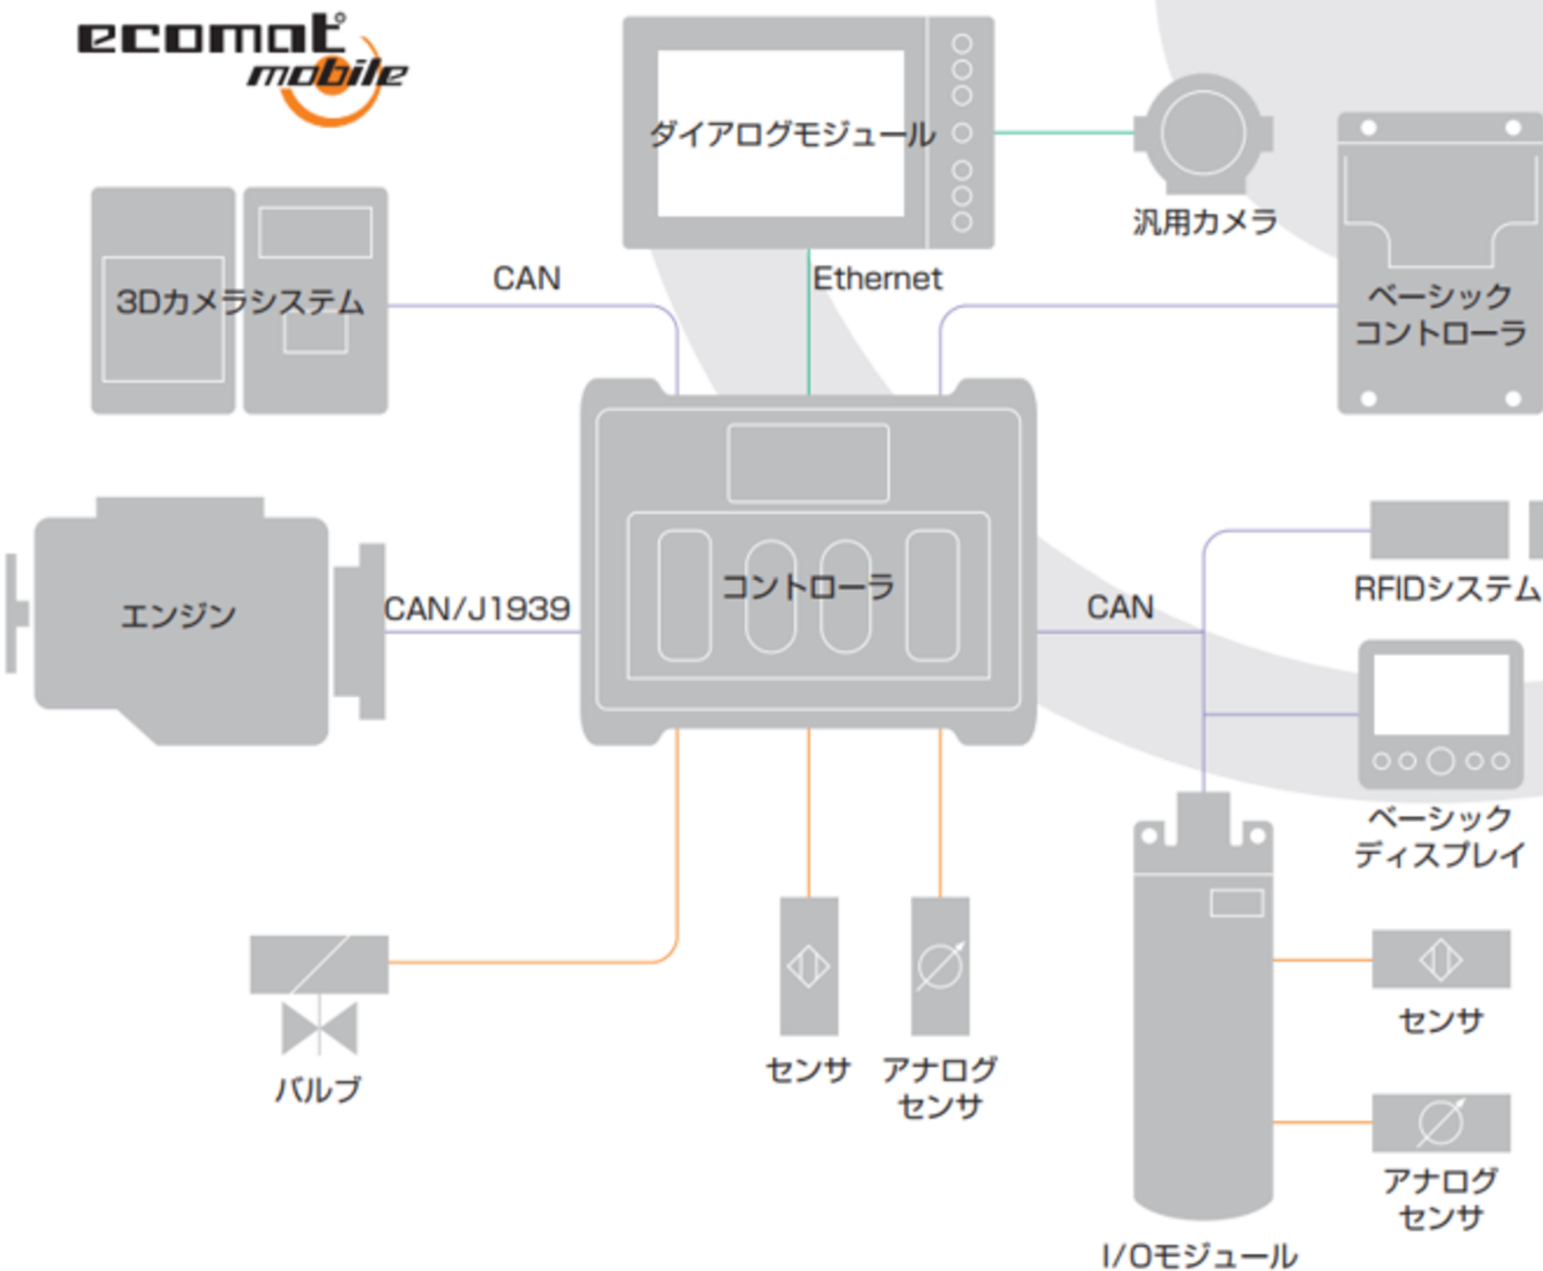 ecomat
mobile
ダイアログモジュール
汎用カメラ
CAN
Ethernet
3Dカメラシステム
ベーシック
コントローラ
コントローラ
エンジン
CAN/J1939
CAN
RFIDシステム
ベーシック
ディスプレイ
センサ
バルブ
センサ
アナログ
センサ
アナログ
センサ
I/Oモジュール